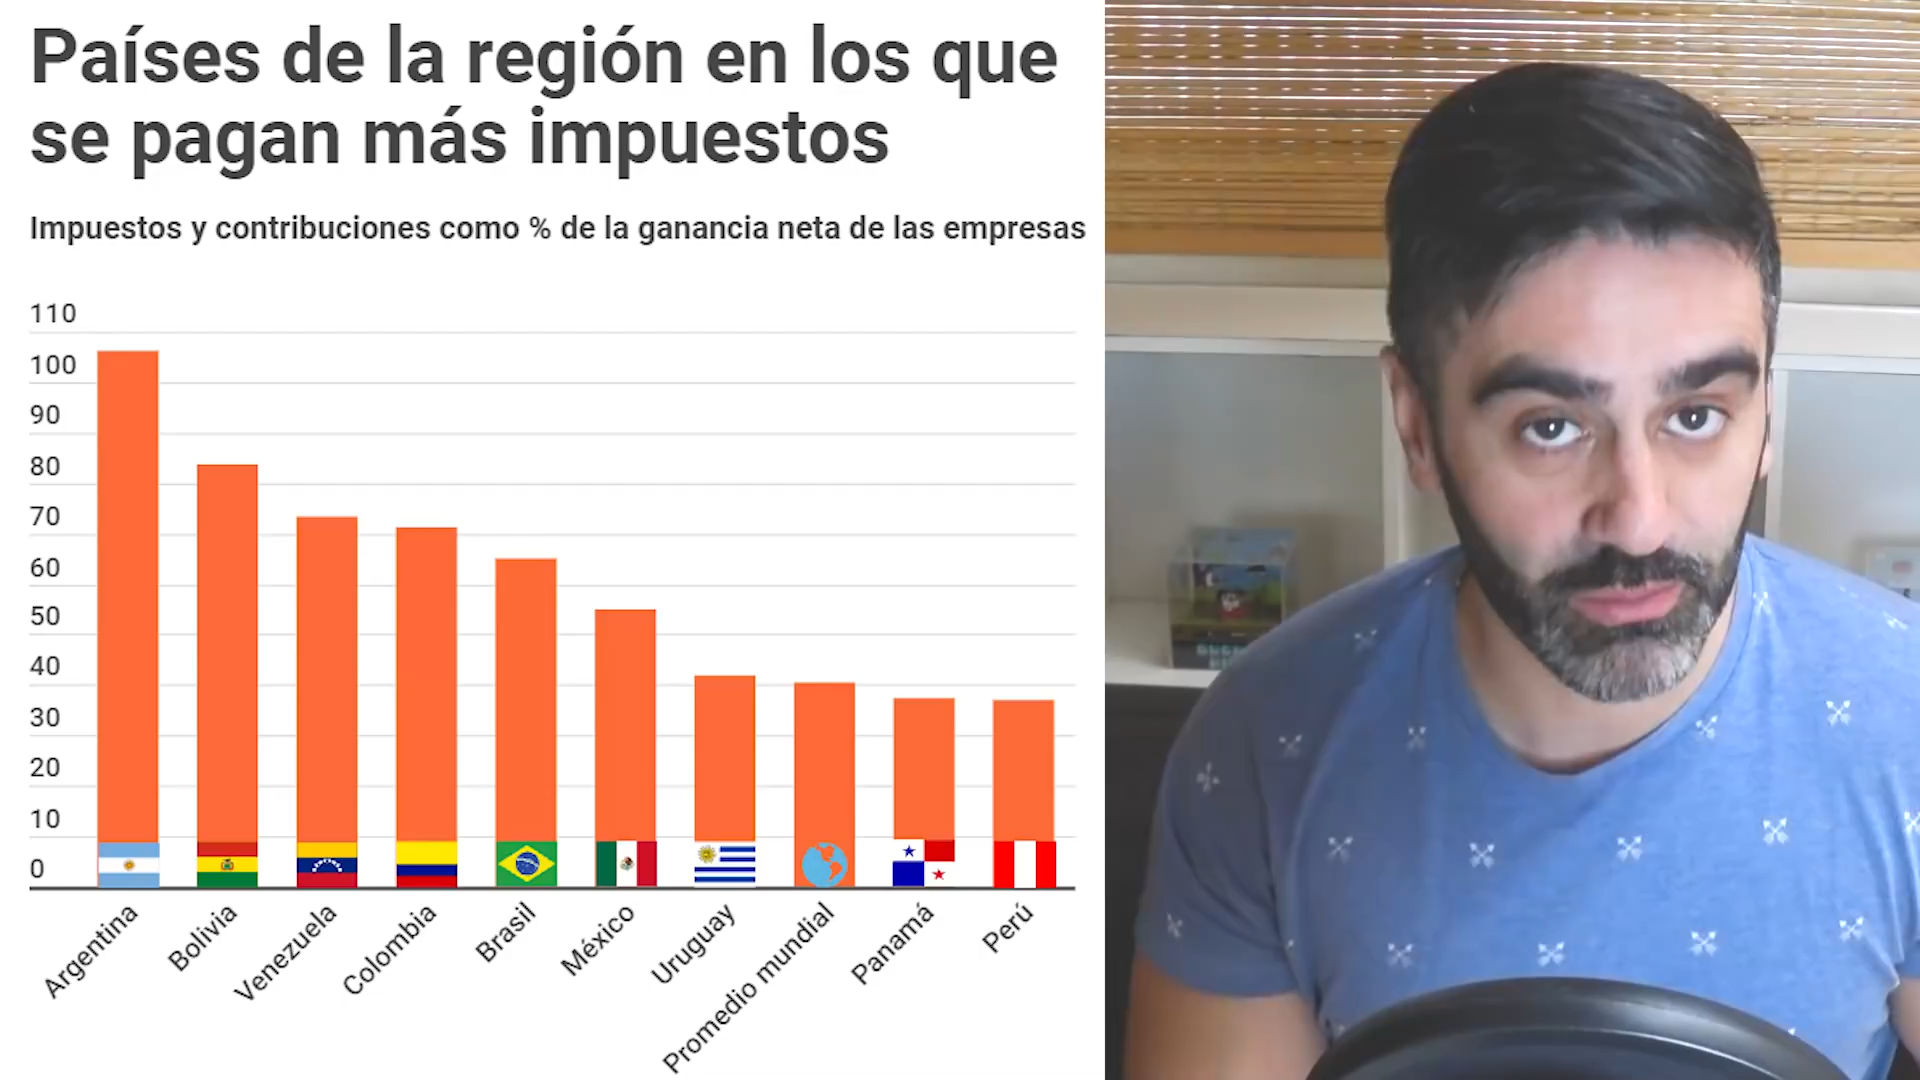 Países de la región en los que
se pagan más impuestos
Impuestos y contribuciones como % de la ganancia neta de las empresas
110
100
90
80
70
60
50
40
30
20
10
0
Argentina
Bolivia
Venezuela
Colombia
Brasil
México
Uruguay
Promedio mundial
Panamá
Perú